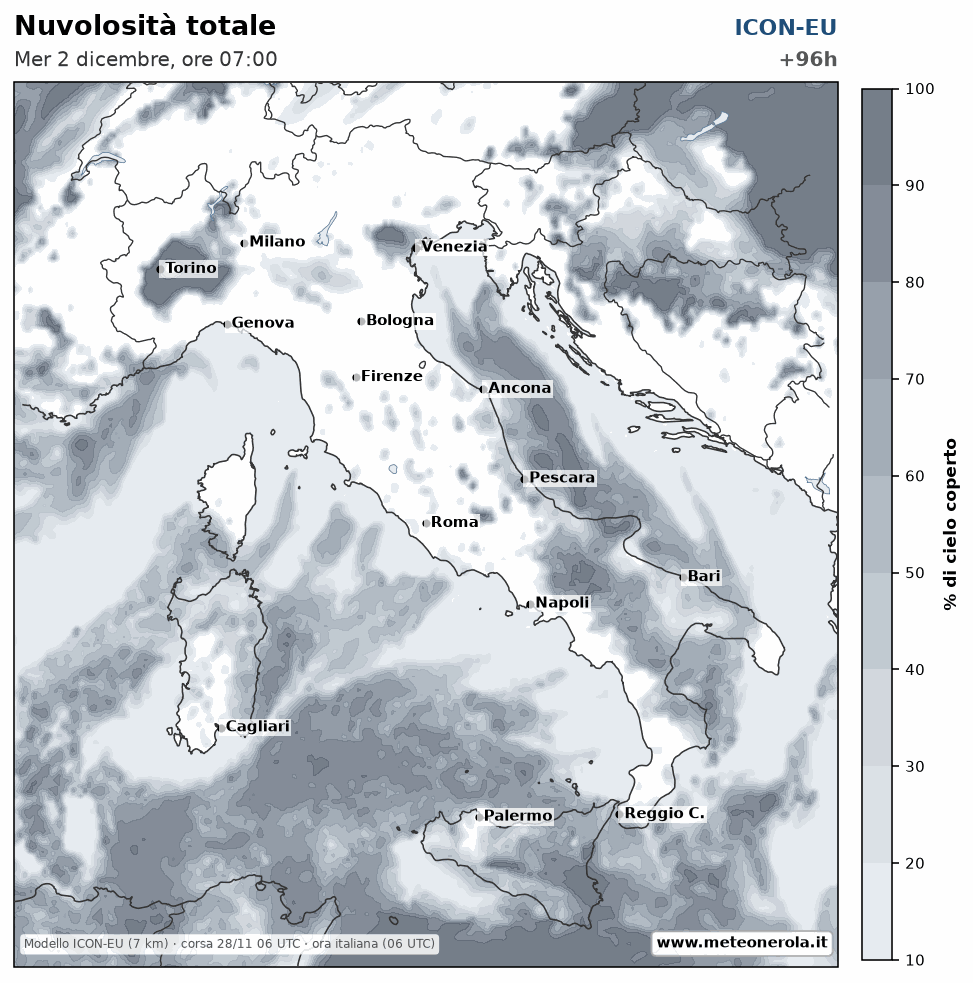 Nuvolosità totale
ICON-EU
Mer 2 dicembre, ore 07:00
+96h
Milano
Venezia
Torino
Genova
Bologna
Firenze
Ancona
Pescara
Roma
Bari
Napoli
Cagliari
Palermo
Reggio C.
Modello ICON-EU (7 km) · corsa 28/11 06 UTC · ora italiana (06 UTC)
www.meteonerola.it
100
90
80
70
60
50
40
30
20
10
% di cielo coperto